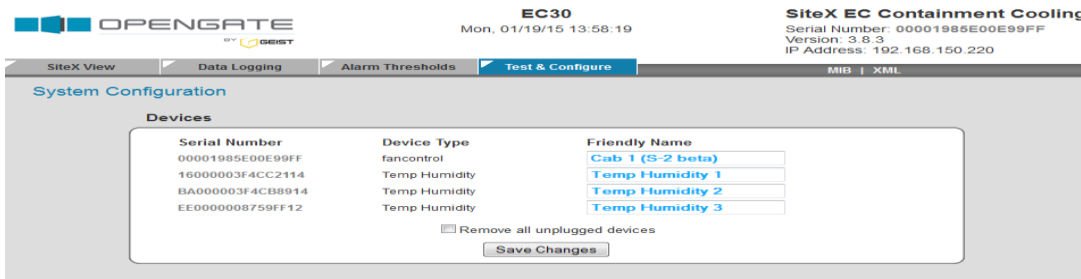 OPENGATE
BY GEIST
EC30
Mon, 01/19/15 13:58:19
SiteX EC Containment Cooling
Serial Number: 00001985E00E99FF
Version: 3.8.3
IP Address: 192.168.150.220
SiteX View Data Logging Alarm Thresholds Test & Configure MIB | XML
System Configuration
Devices
Serial Number Device Type Friendly Name
00001985E00E99FF fancontrol Cab 1 (S-2 beta)
16000003F4CC2114 Temp Humidity Temp Humidity 1
BA000003F4CB8914 Temp Humidity Temp Humidity 2
EE0000008759FF12 Temp Humidity Temp Humidity 3
Remove all unplugged devices
Save Changes